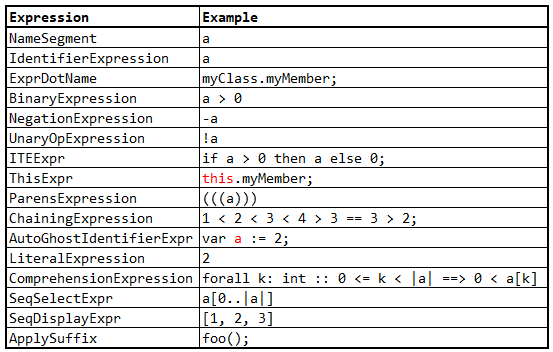 Expression Example
NameSegment a
IdentifierExpression a
ExprDotName myClass.myMember;
BinaryExpression a > 0
NegationExpression -a
UnaryOpExpression !a
ITEExpr if a > 0 then a else 0;
ThisExpr this.myMember;
ParensExpression (((a)))
ChainingExpression 1 < 2 < 3 < 4 > 3 == 3 > 2;
AutoGhostIdentifierExpr var a := 2;
LiteralExpression 2
ComprehensionExpression forall k: int :: 0 <= k < |a| ==> 0 < a[k]
SeqSelectExpr a[0..|a|]
SeqDisplayExpr [1, 2, 3]
ApplySuffix foo();